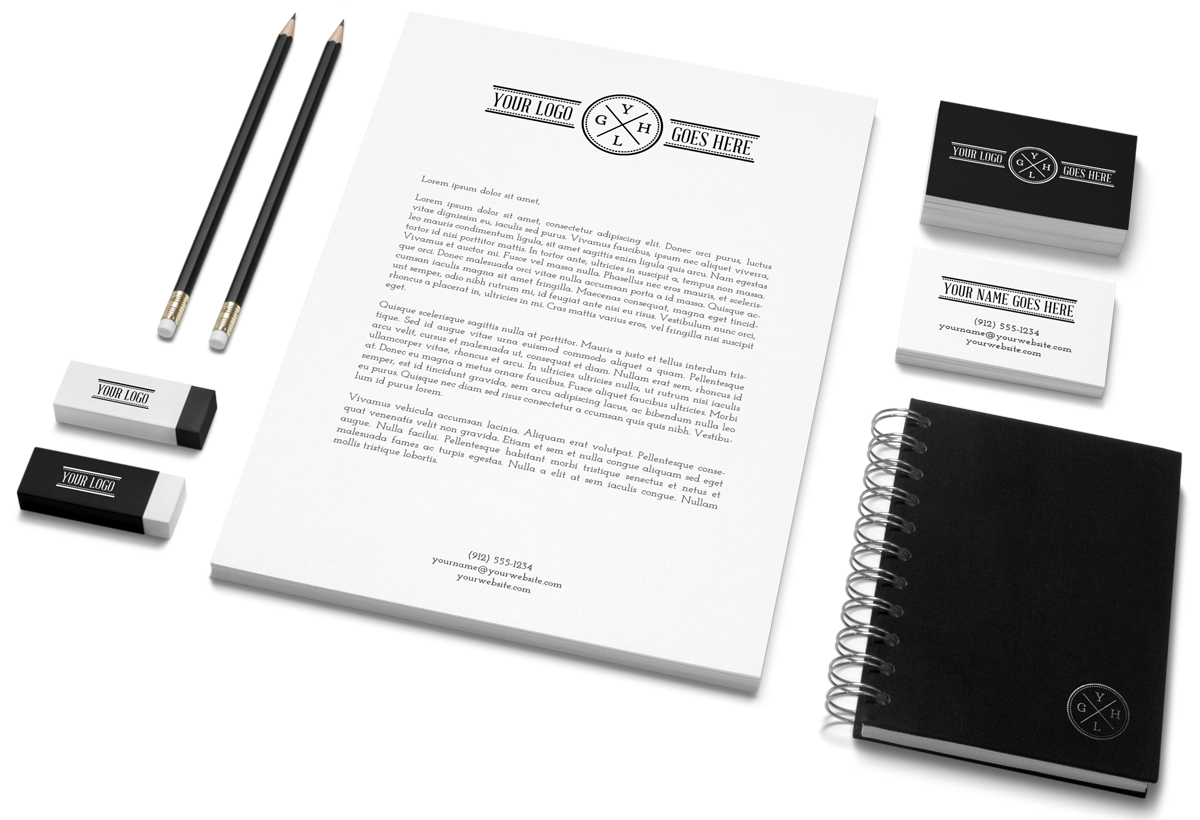 YOUR LOGO
Y
G H
L
GOES HERE
Lorem ipsum dolor sit amet,
Lorem ipsum dolor sit amet, consectetur adipiscing elit. Donec orci purus, luctus
vitae dignissim eu, iaculis sed purus. Vivamus faucibus, ipsum nec aliquet viverra,
leo mauris condimentum ligula, sit amet sagittis enim ligula quis arcu. Nam egestas
tortor id nisi porttitor mattis. In tortor ante, ultricies in suscipit a, tempus non massa.
Vivamus et auctor mi. Fusce vel massa nulla. Phasellus nec eros mauris, et sceleris-
que orci. Donec malesuada orci vitae nulla accumsan porta a id massa. Quisque ac-
cumsan iaculis magna sit amet fringilla. Maecenas consequat, magna eget tincid-
unt semper, odio nibh rutrum mi, id feugiat ante nisi eu risus. Vestibulum nunc orci,
rhoncus a placerat in, ultricies in mi. Cras mattis varius eros, vel fringilla nisi suscipit
eget.
Quisque scelerisque sagittis nulla at porttitor. Mauris a justo et tellus interdum tris-
tique. Sed id augue vitae urna euismod commodo aliquet a quam. Pellentesque
arcu velit, cursus et malesuada ut, consequat et diam. Nullam erat sem, rhoncus id
ullamcorper vitae, rhoncus et arcu. In ultricies ultricies nulla, ut rutrum nisi iaculis
at. Donec eu magna a metus ornare faucibus. Fusce aliquet faucibus ultricies. Morbi
semper, est id tincidunt gravida, sem arcu adipiscing lacus, ac bibendum nulla leo
eu purus. Quisque nec diam sed risus consectetur a ccumsan quis quis nibh. Vestibu-
lum id purus lorem.
Vivamus vehicula accumsan lacinia. Aliquam erat volutpat. Pellentesque conse-
quat venenatis velit non gravida. Etiam et sem et nulla congue aliquam sed eget
augue. Nulla facilisi. Pellentesque habitant morbi tristique senectus et netus et
malesuada fames ac turpis egestas. Nulla a elit at sem iaculis congue. Nullam
mollis tristique lobortis.
(912) 555-1234
yourname@yourwebsite.com
yourwebsite.com
YOUR LOGO
Y
G H
L
GOES HERE
YOUR NAME GOES HERE
(912) 555-1234
yourname@yourwebsite.com
yourwebsite.com
YOUR LOGO
YOUR LOGO
Y
G H
L